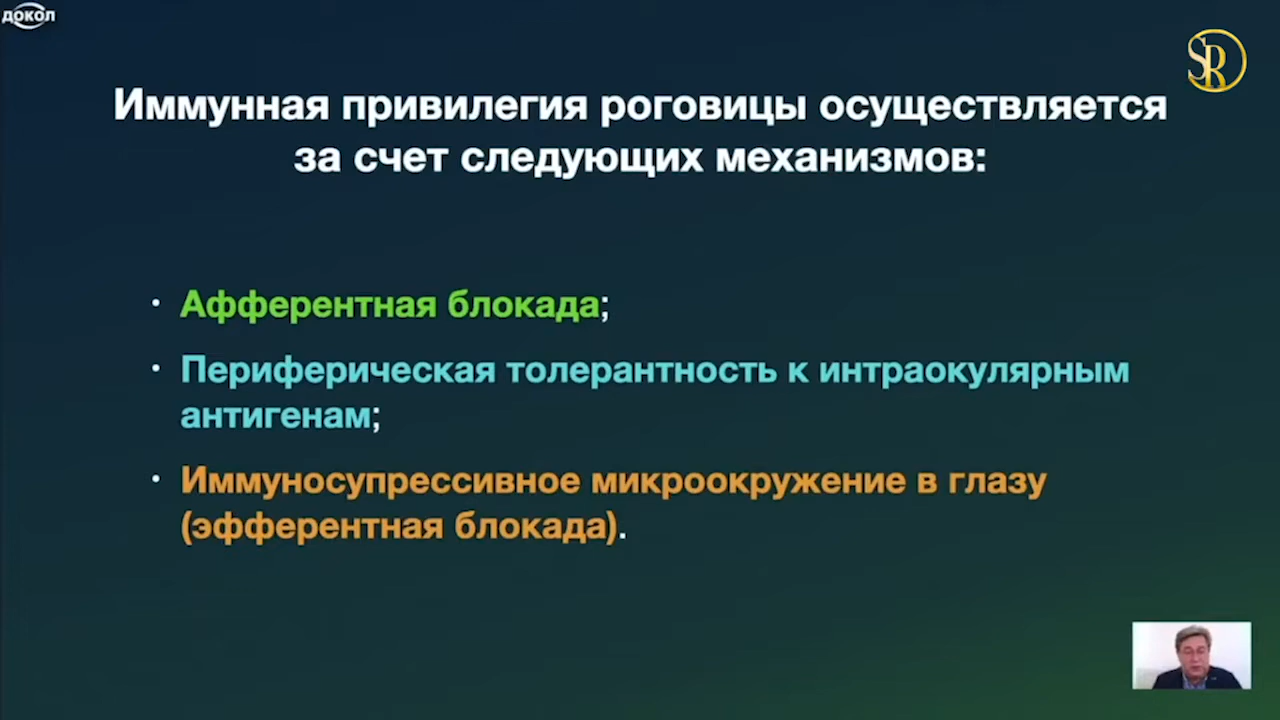 ДОКОЛ
SR
Иммунная привилегия роговицы осуществляется
за счет следующих механизмов:
• Афферентная блокада;
• Периферическая толерантность к интраокулярным
антигенам;
• Иммуносупрессивное микроокружение в глазу
(эфферентная блокада).